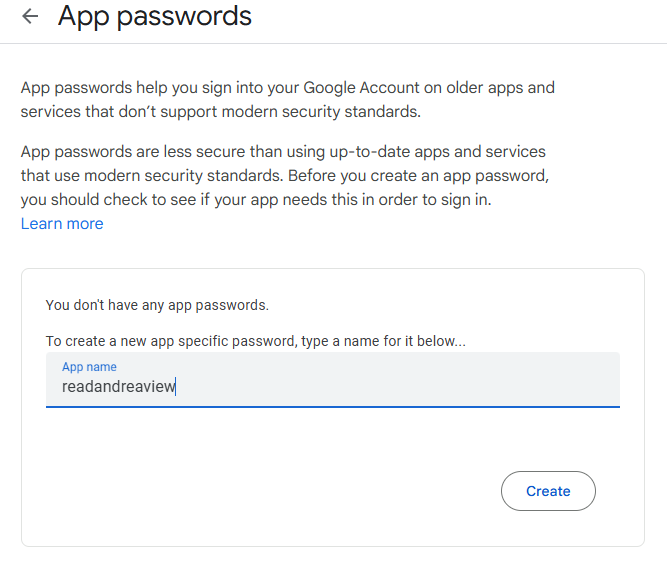 App passwords
App passwords help you sign into your Google Account on older apps and
services that don’t support modern security standards.
App passwords are less secure than using up-to-date apps and services
that use modern security standards. Before you create an app password,
you should check to see if your app needs this in order to sign in.
Learn more
You don't have any app passwords.
To create a new app specific password, type a name for it below...
App name
readandreaview
Create